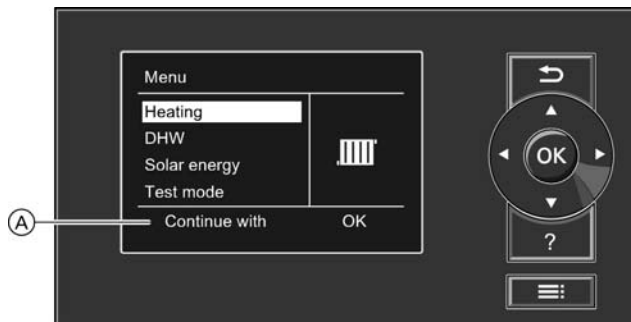 Menu
Heating
DHW
Solar energy
Test mode
Continue with OK
A
OK
?